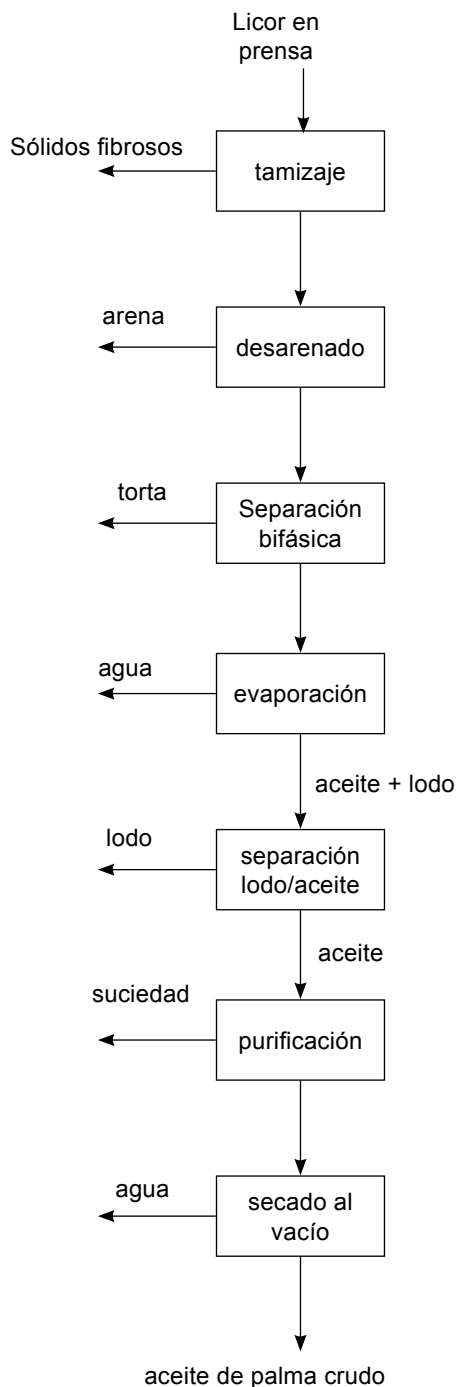 Licor en
prensa
Sólidos fibrosos
tamizaje
arena
desarenado
torta
Separación
bifásica
agua
evaporación
aceite + lodo
lodo
separación
lodo/aceite
aceite
suciedad
purificación
agua
secado al
vacío
aceite de palma crudo